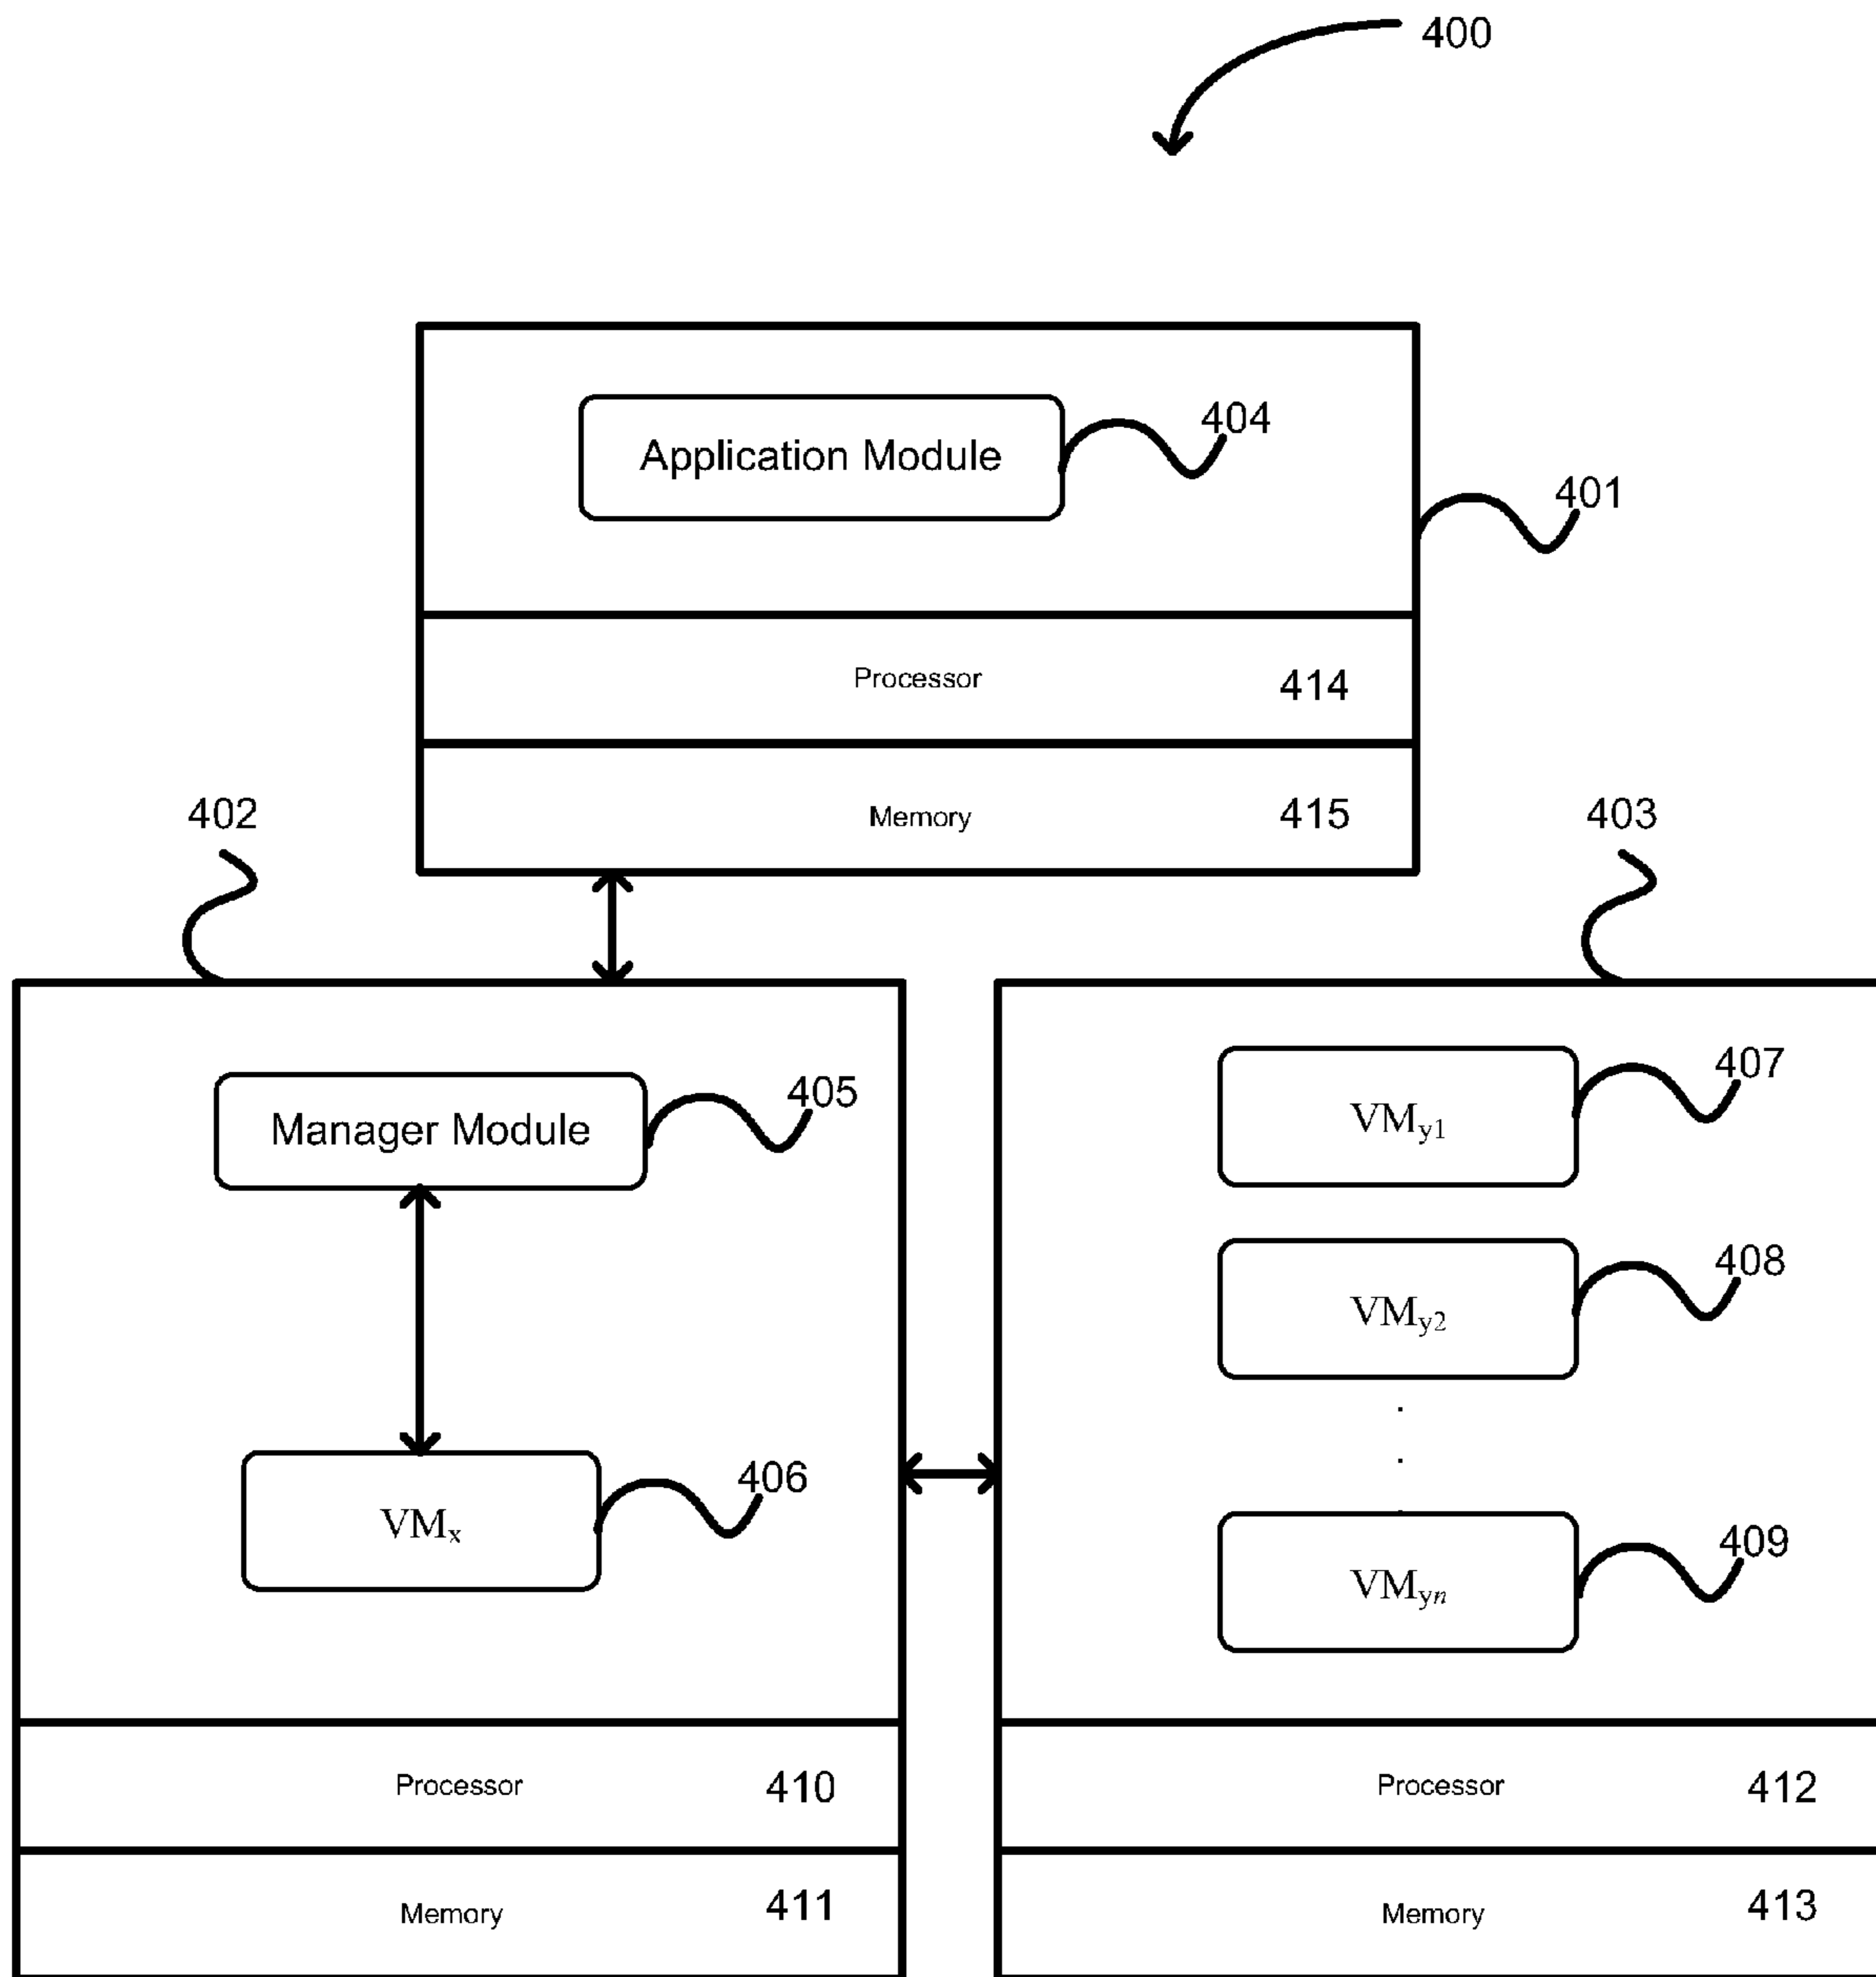 400
Application Module
404
401
Processor 414
Memory 415
402
403
Manager Module
405
VMx
406
VMy1
407
VMy2
408
.
.
.
VMyn
409
Processor 410
Memory 411
Processor 412
Memory 413